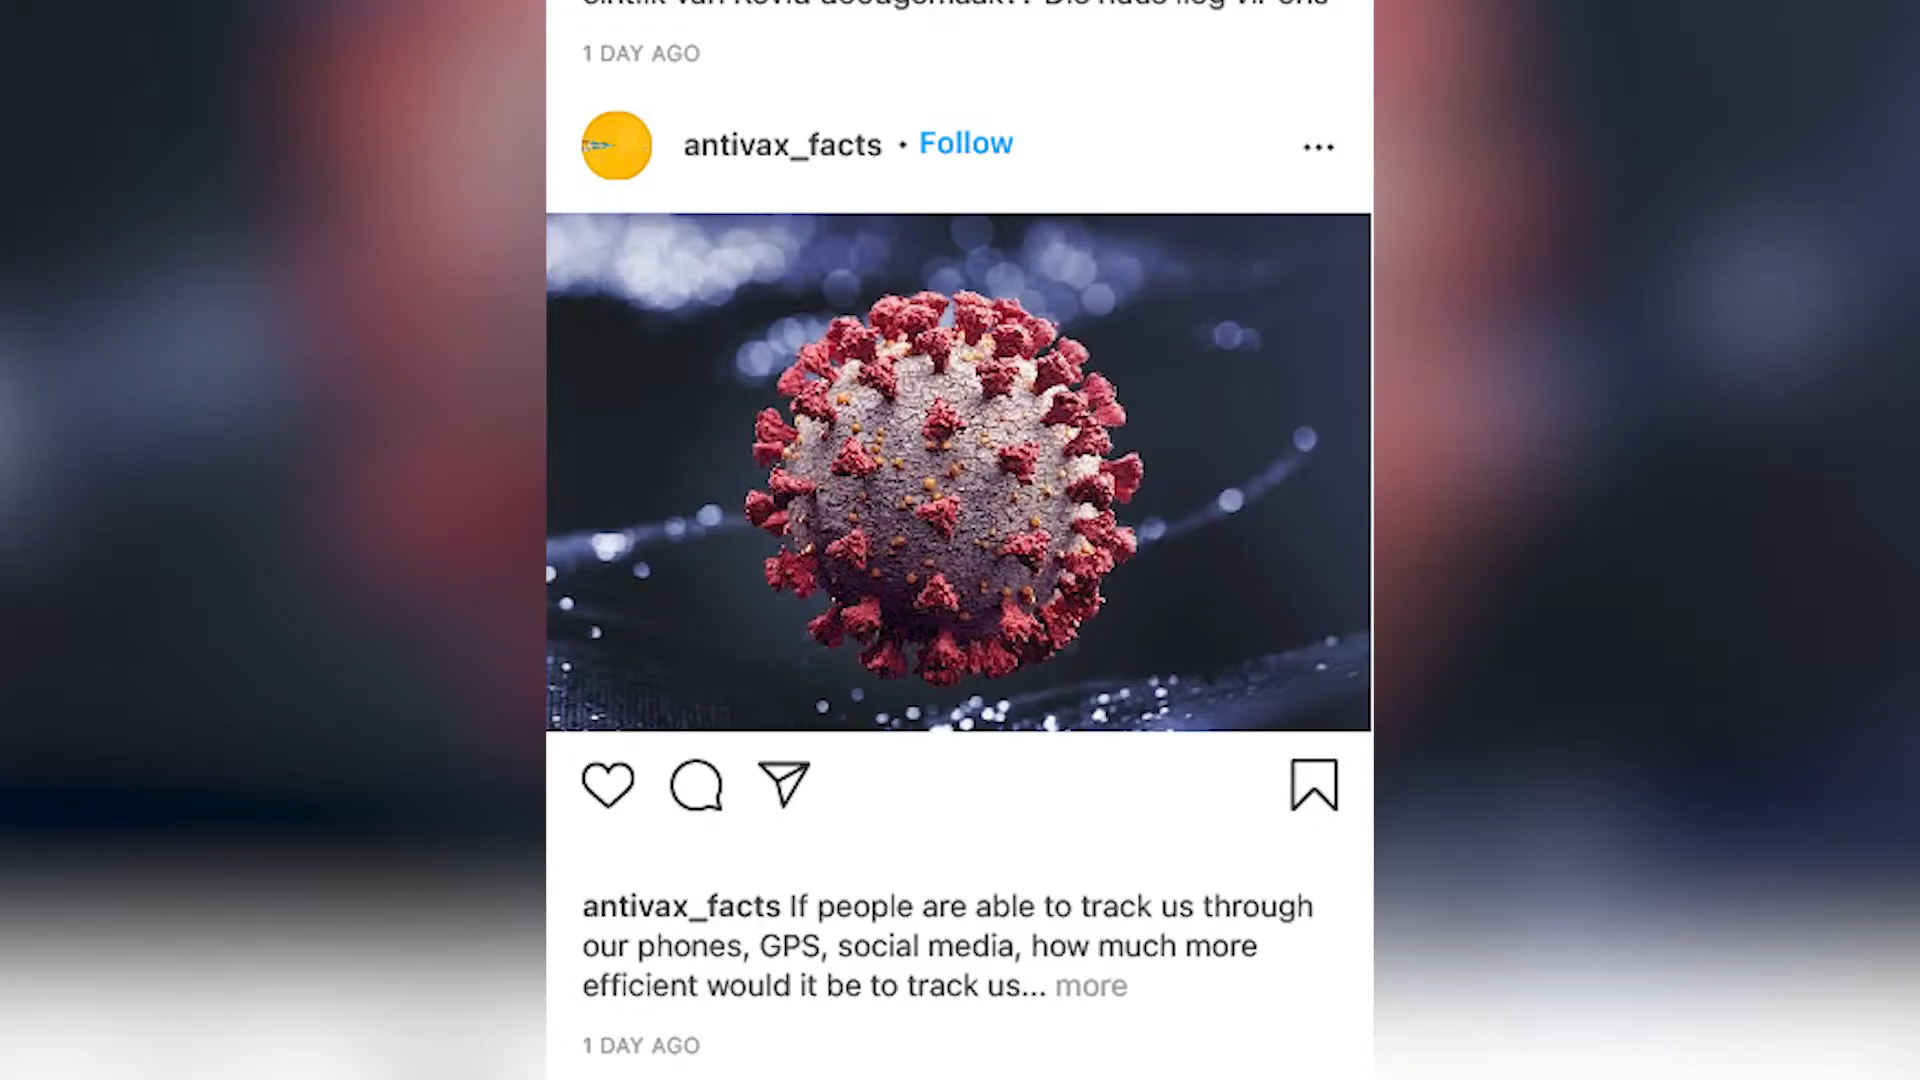 1 DAY AGO
antivax_facts • Follow
antivax_facts If people are able to track us through
our phones, GPS, social media, how much more
efficient would it be to track us... more
1 DAY AGO